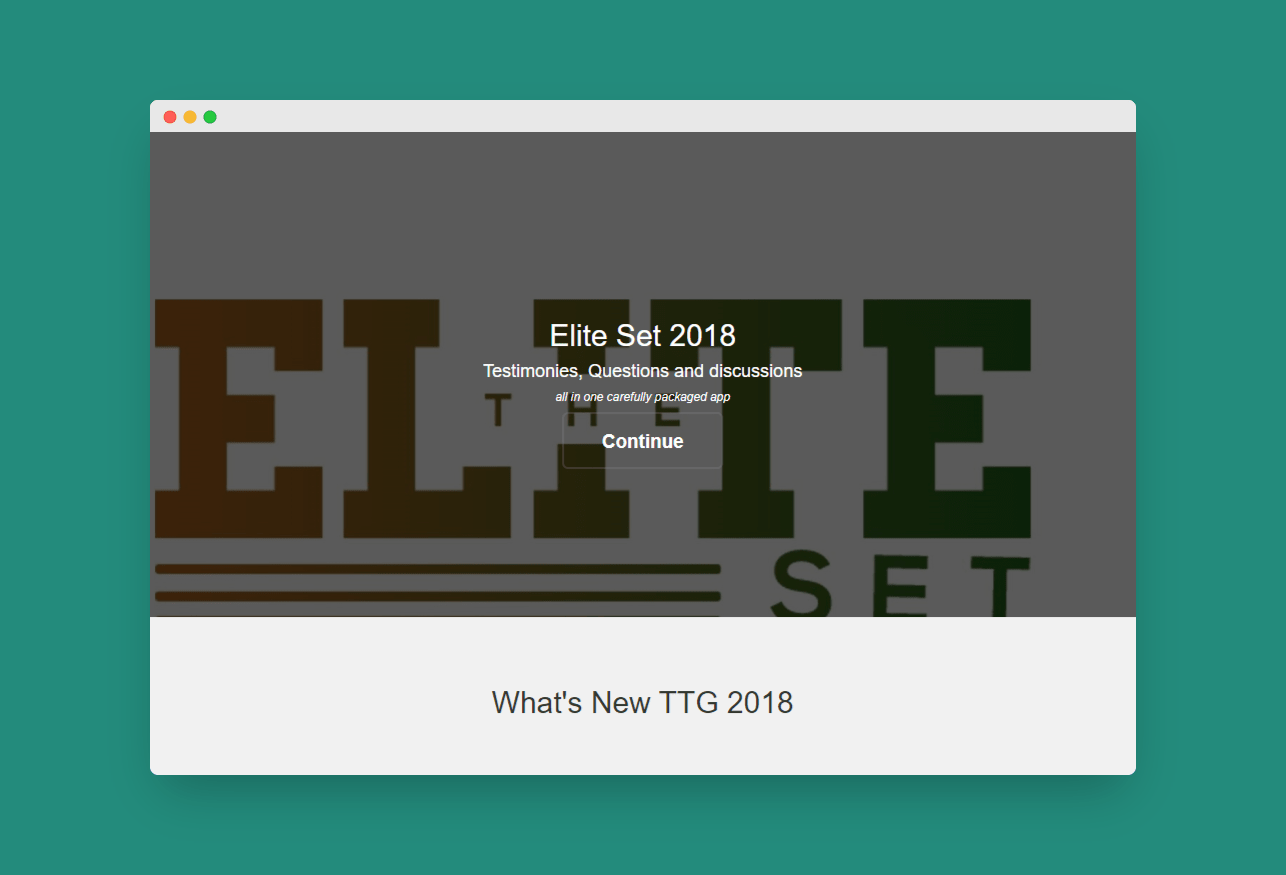 ELITE
Elite Set 2018
Testimonies, Questions and discussions
all in one carefully packaged app
THE
Continue
SET
What's New TTG 2018